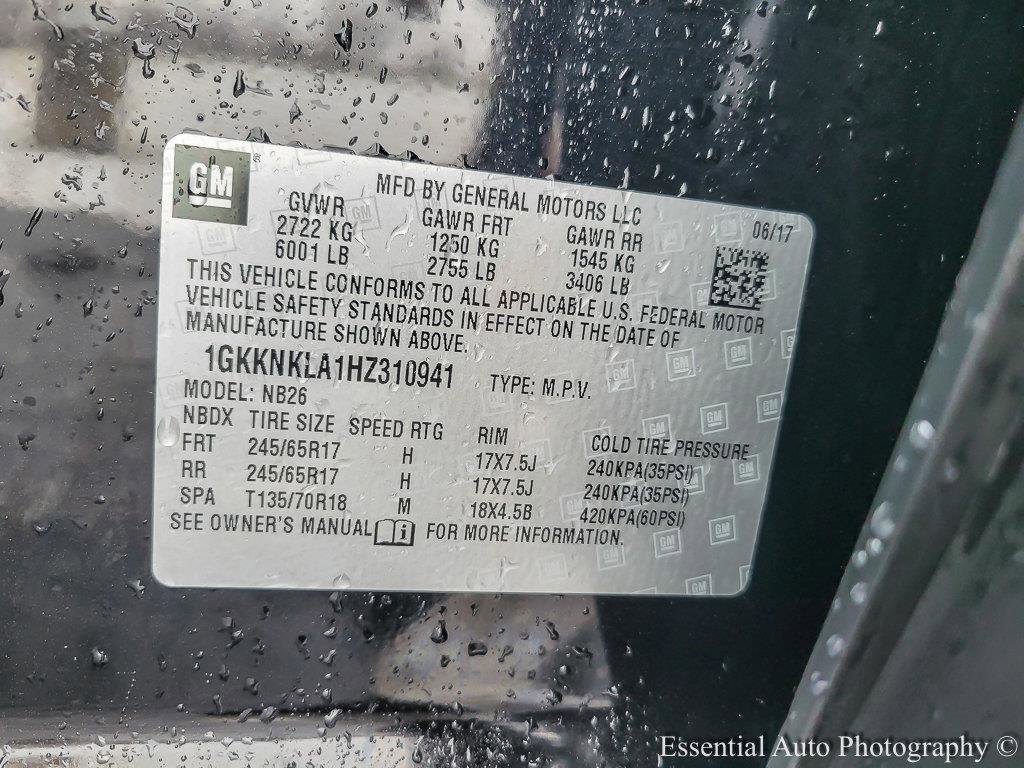 GM
MFD BY GENERAL MOTORS LLC
06/17
GVWR GAWR FRT GAWR RR
2722 KG 1250 KG 1545 KG
6001 LB 2755 LB 3406 LB
THIS VEHICLE CONFORMS TO ALL APPLICABLE U.S. FEDERAL MOTOR
VEHICLE SAFETY STANDARDS IN EFFECT ON THE DATE OF
MANUFACTURE SHOWN ABOVE.
1GKKNKLA1HZ310941 TYPE: M.P.V.
MODEL: NB26
NBDX TIRE SIZE SPEED RTG RIM COLD TIRE PRESSURE
FRT 245/65R17 H 17X7.5J 240KPA(35PSI)
RR 245/65R17 H 17X7.5J 240KPA(35PSI)
SPA T135/70R18 M 18X4.5B 420KPA(60PSI)
SEE OWNER'S MANUAL i FOR MORE INFORMATION.
Essential Auto Photography ©